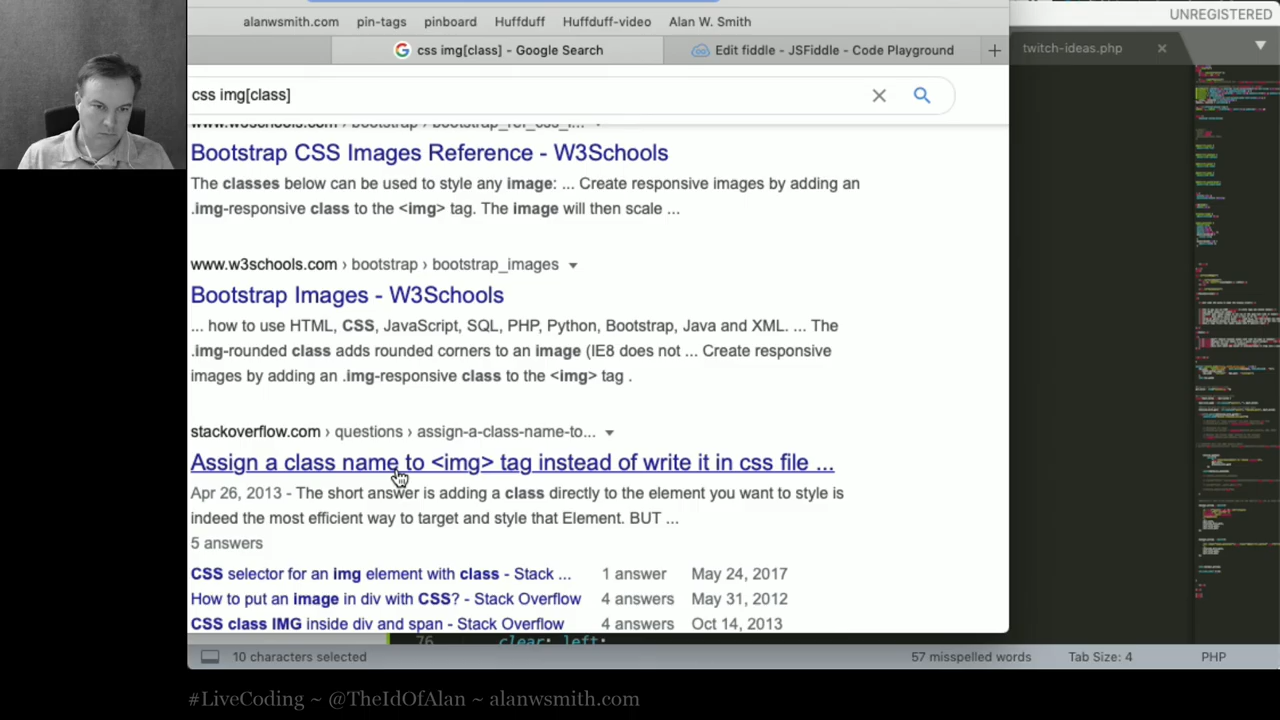 UNREGISTERED
alanwsmith.com pin-tags pinboard Huffduff Huffduff-video Alan W. Smith
css img[class] - Google Search Edit fiddle - JSFiddle - Code Playground twitch-ideas.php
css img[class]
www.w3schools.com › bootstrap ›
Bootstrap CSS Images Reference - W3Schools
The classes below can be used to style any image: ... Create responsive images by adding an
.img-responsive class to the <img> tag. The image will then scale ...
www.w3schools.com › bootstrap › bootstrap_images
Bootstrap Images - W3Schools
... how to use HTML, CSS, JavaScript, SQL, PHP, Python, Bootstrap, Java and XML. ... The
.img-rounded class adds rounded corners to an image (IE8 does not ... Create responsive
images by adding an .img-responsive class to the <img> tag .
stackoverflow.com › questions › assign-a-class-name-to...
Assign a class name to <img> tag instead of write it in css file ...
Apr 26, 2013 - The short answer is adding a class directly to the element you want to style is
indeed the most efficient way to target and style that Element. BUT ...
5 answers
CSS selector for an img element with class - Stack ... 1 answer May 24, 2017
How to put an image in div with CSS? - Stack Overflow 4 answers May 31, 2012
CSS class IMG inside div and span - Stack Overflow 4 answers Oct 14, 2013
76 clear: left;
10 characters selected 57 misspelled words Tab Size: 4 PHP
#LiveCoding ~ @TheIdOfAlan ~ alanwsmith.com